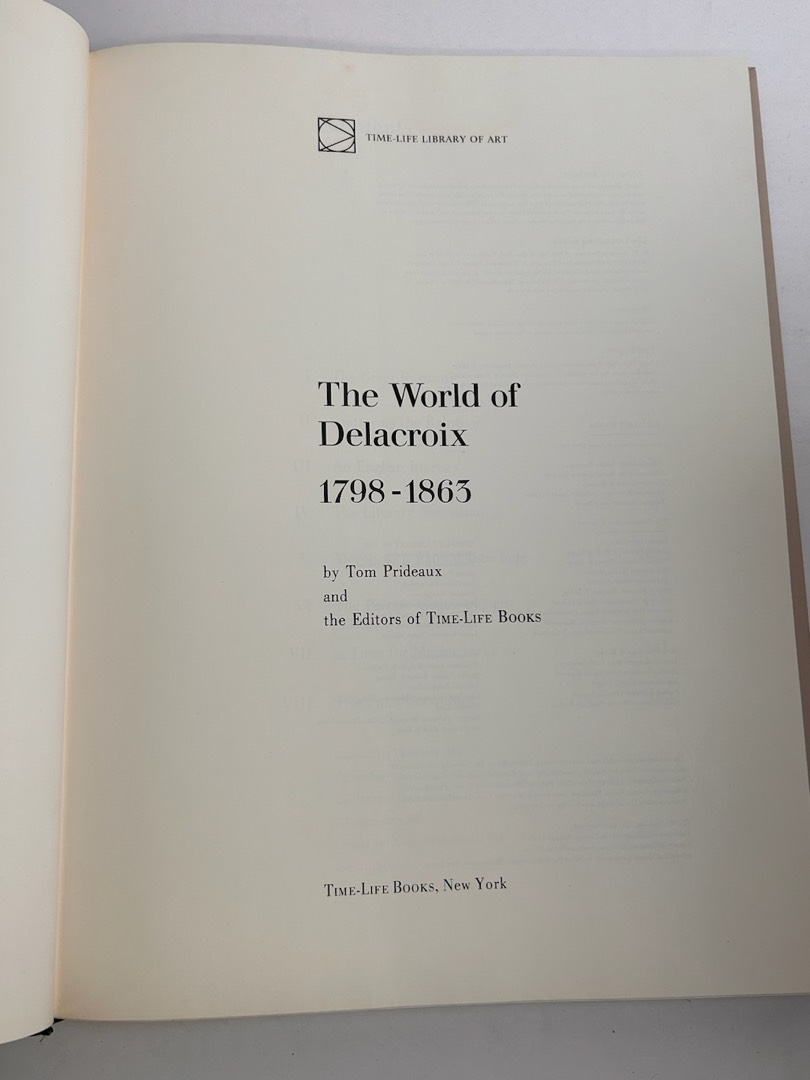 TIME-LIFE LIBRARY OF ART
The World of
Delacroix
1798-1863
by Tom Prideaux
and
the Editors of TIME-LIFE BOOKS
TIME-LIFE BOOKS, New York